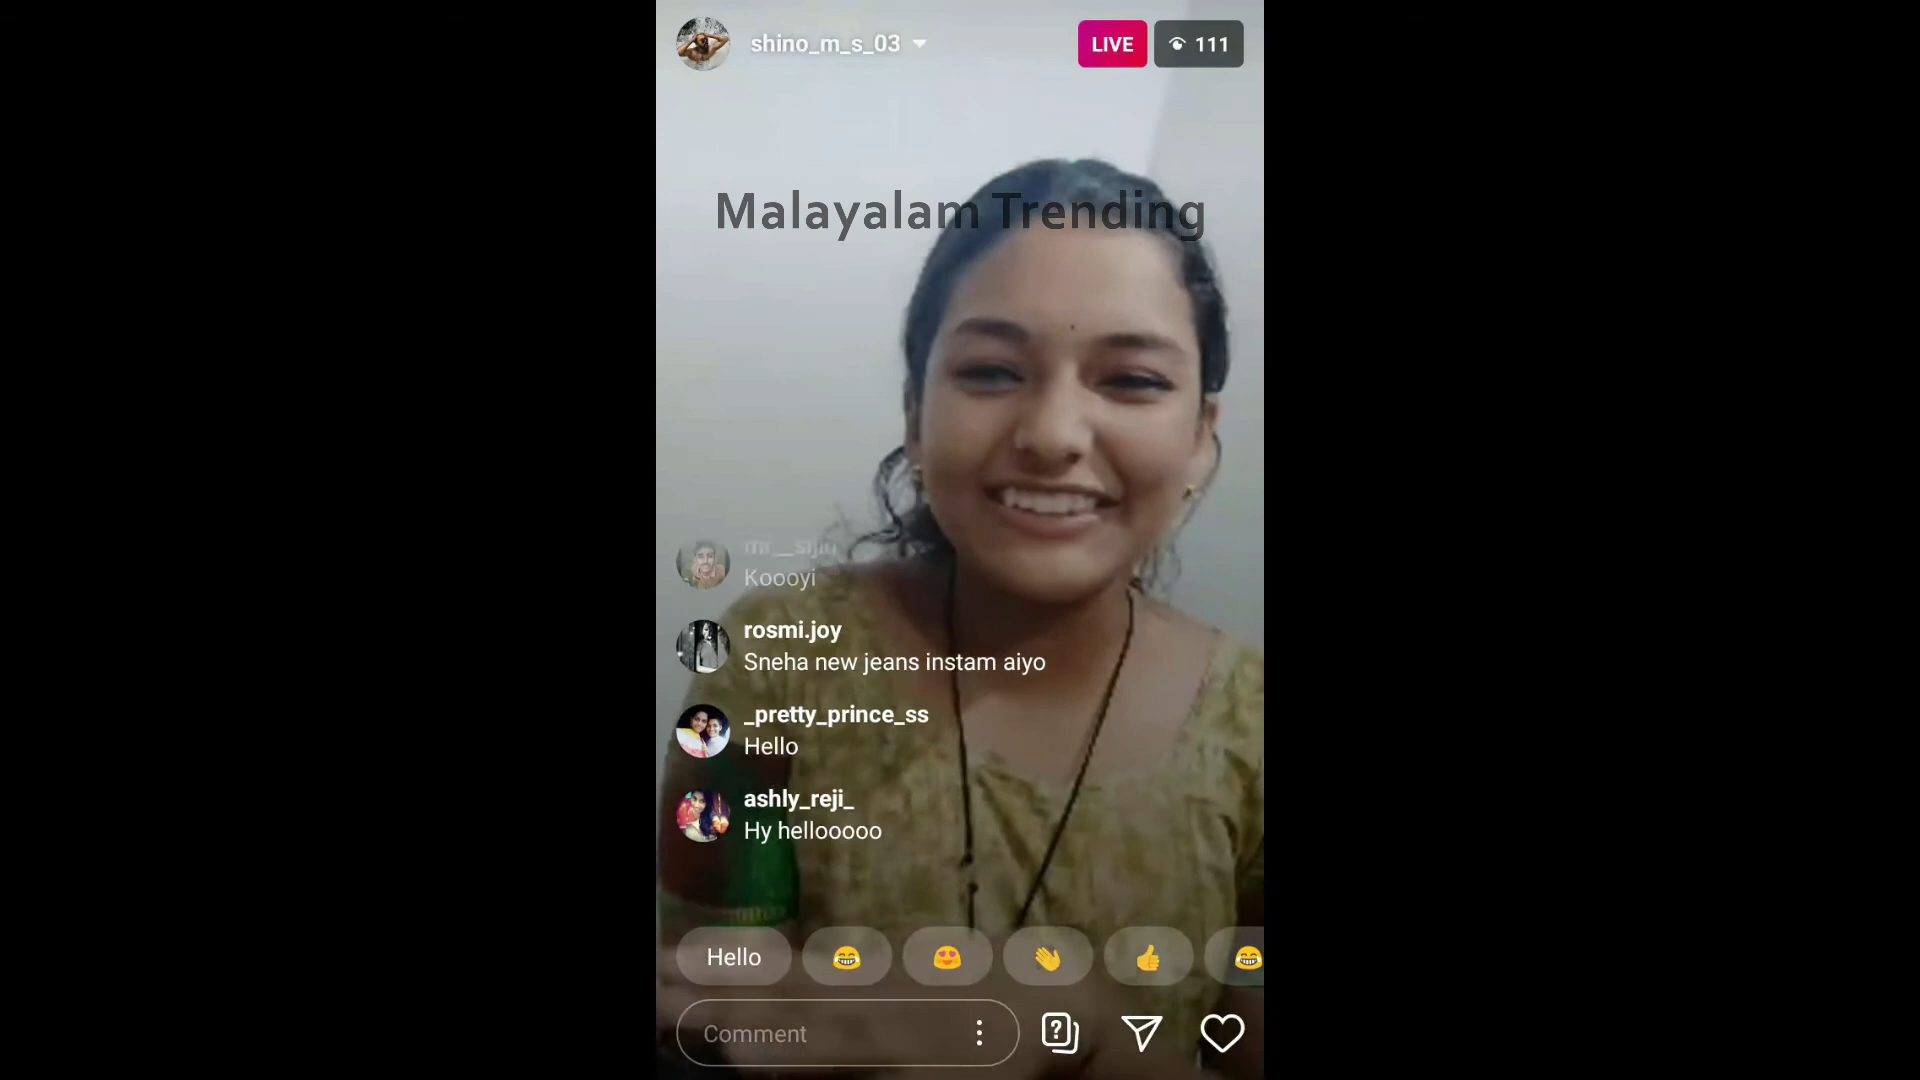 shino_m_s_03
LIVE
111
Malayalam Trending
mr__sijin
Koooyi
rosmi.joy
Sneha new jeans instam aiyo
_pretty_prince_ss
Hello
ashly_reji_
Hy hellooooo
Hello
Comment